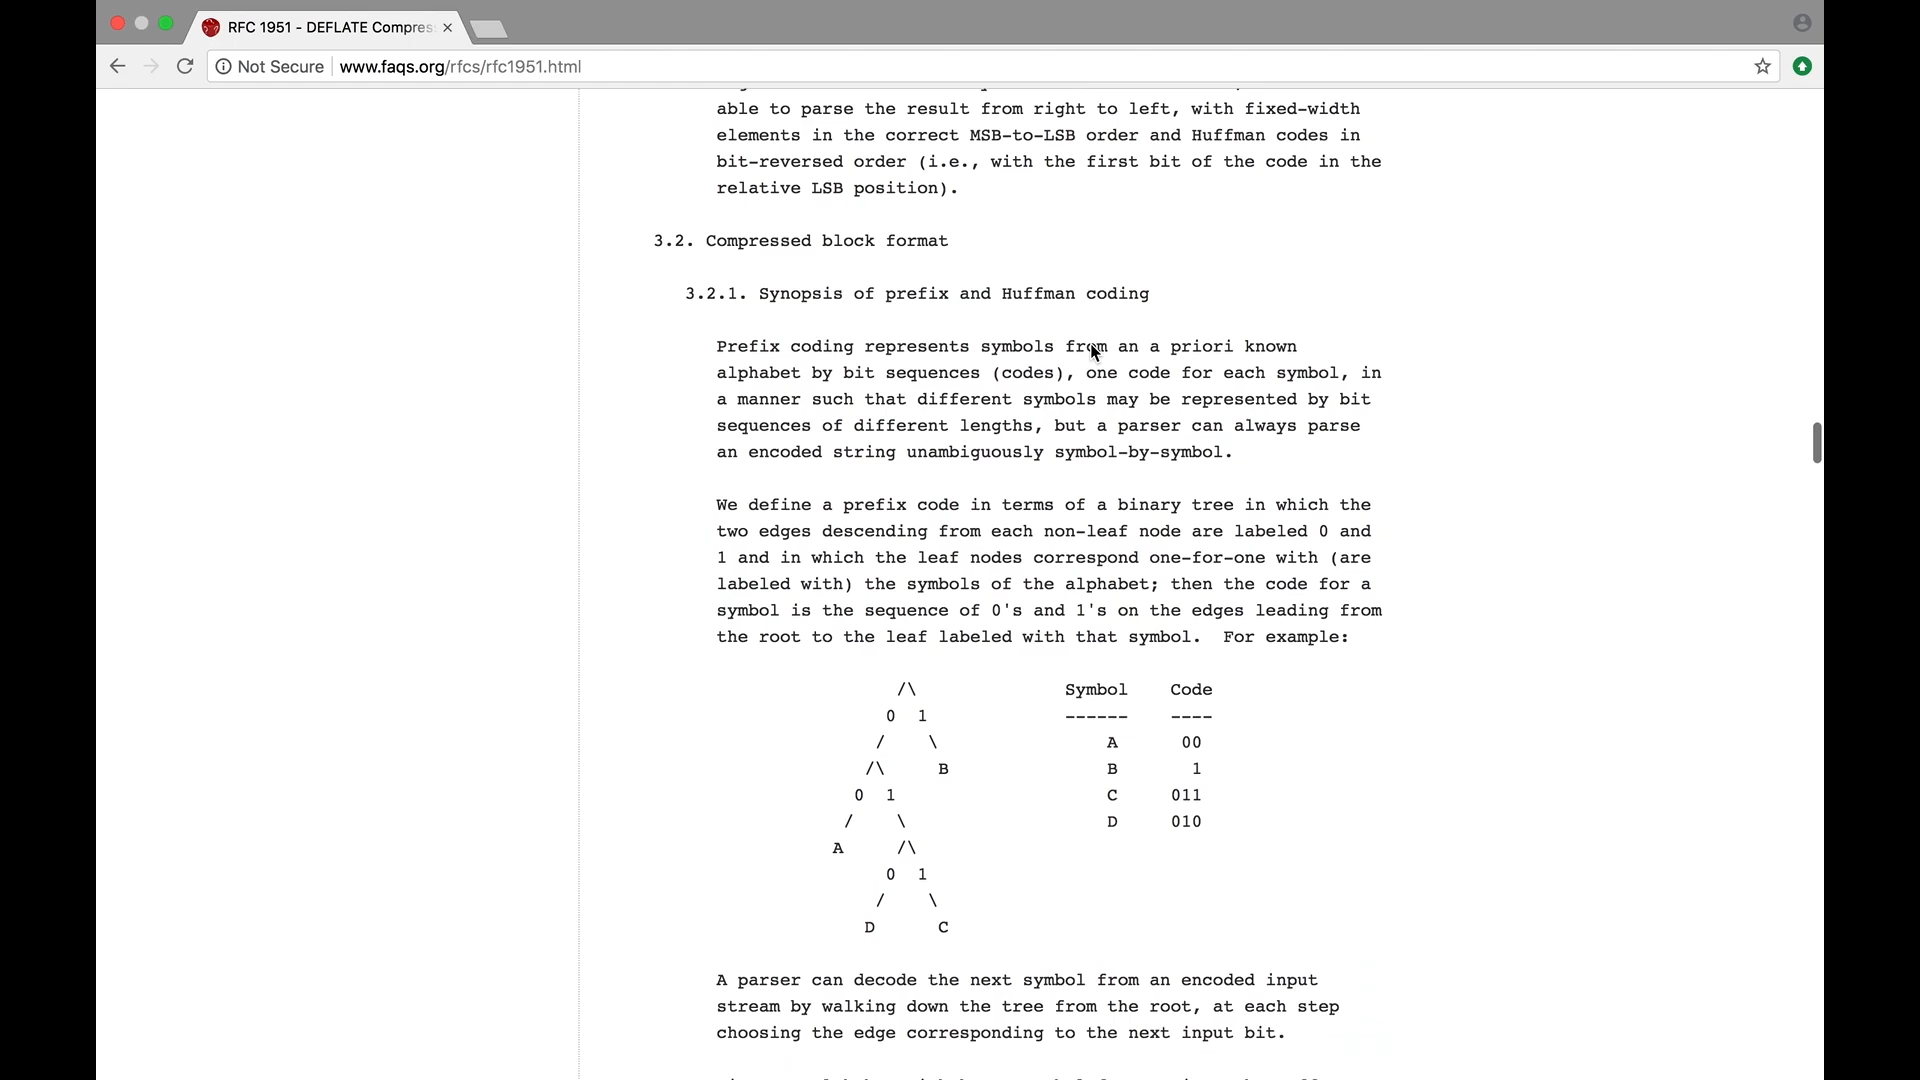 RFC 1951 - DEFLATE Compres
Not Secure www.faqs.org/rfcs/rfc1951.html
able to parse the result from right to left, with fixed-width
elements in the correct MSB-to-LSB order and Huffman codes in
bit-reversed order (i.e., with the first bit of the code in the
relative LSB position).
3.2. Compressed block format
3.2.1. Synopsis of prefix and Huffman coding
Prefix coding represents symbols from an a priori known
alphabet by bit sequences (codes), one code for each symbol, in
a manner such that different symbols may be represented by bit
sequences of different lengths, but a parser can always parse
an encoded string unambiguously symbol-by-symbol.
We define a prefix code in terms of a binary tree in which the
two edges descending from each non-leaf node are labeled 0 and
1 and in which the leaf nodes correspond one-for-one with (are
labeled with) the symbols of the alphabet; then the code for a
symbol is the sequence of 0's and 1's on the edges leading from
the root to the leaf labeled with that symbol.  For example:
/\ Symbol Code
0 1 ------ ----
/ \ A 00
/\ B B 1
0 1 C 011
/ \ D 010
A /\
0 1
/ \
D C
A parser can decode the next symbol from an encoded input
stream by walking down the tree from the root, at each step
choosing the edge corresponding to the next input bit.